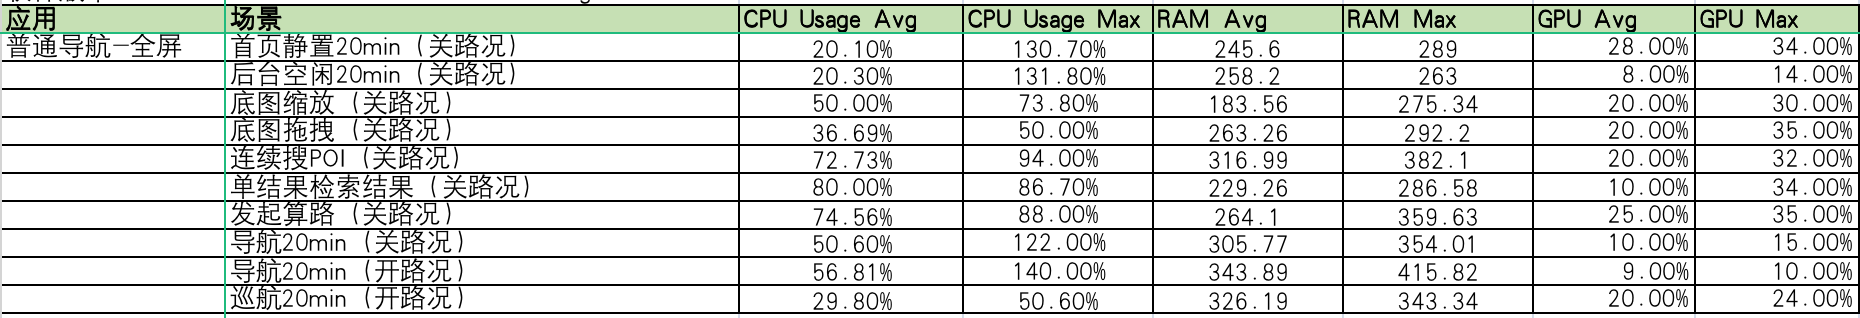 应用 场景 CPU Usage Avg CPU Usage Max RAM Avg RAM Max GPU Avg GPU Max
普通导航-全屏 首页静置20min（关路况） 20.10% 130.70% 245.6 289 28.00% 34.00%
后台空闲20min（关路况） 20.30% 131.80% 258.2 263 8.00% 14.00%
底图缩放（关路况） 50.00% 73.80% 183.56 275.34 20.00% 30.00%
底图拖拽（关路况） 36.69% 50.00% 263.26 292.2 20.00% 35.00%
连续搜POI（关路况） 72.73% 94.00% 316.99 382.1 20.00% 32.00%
单结果检索结果（关路况） 80.00% 86.70% 229.26 286.58 10.00% 34.00%
发起算路（关路况） 74.56% 88.00% 264.1 359.63 25.00% 35.00%
导航20min（关路况） 50.60% 122.00% 305.77 354.01 10.00% 15.00%
导航20min（开路况） 56.81% 140.00% 343.89 415.82 9.00% 10.00%
巡航20min（开路况） 29.80% 50.60% 326.19 343.34 20.00% 24.00%